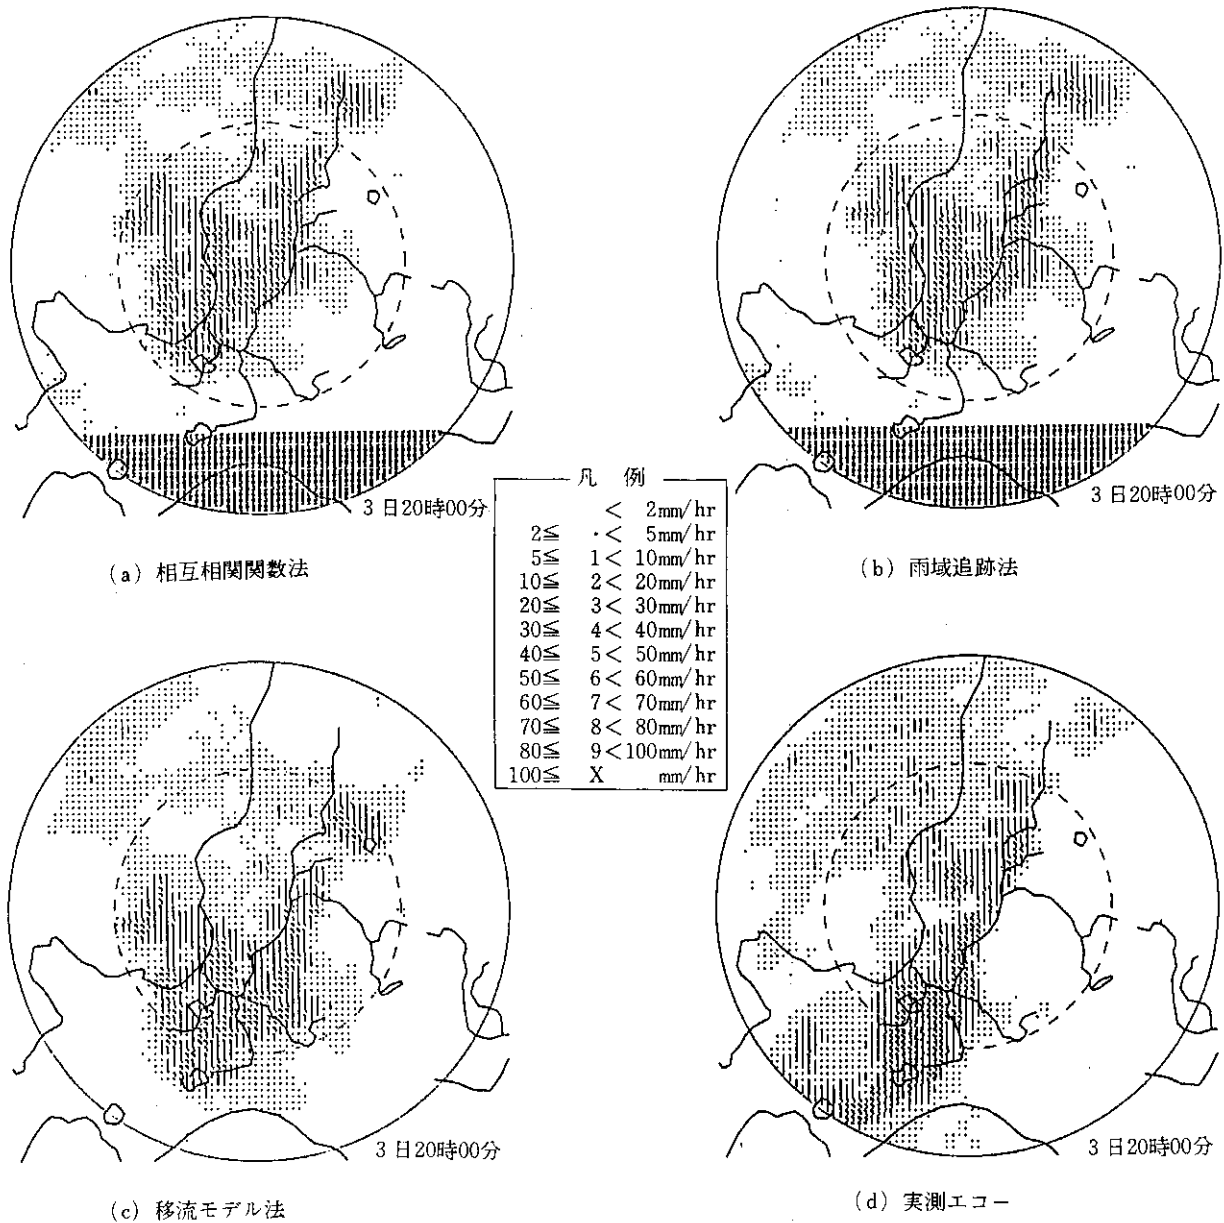 3日20時00分
(a) 相互相関関数法
3日20時00分
(b) 雨域追跡法
凡 例
< 2mm/hr
2≦ ・< 5mm/hr
5≦ 1< 10mm/hr
10≦ 2< 20mm/hr
20≦ 3< 30mm/hr
30≦ 4< 40mm/hr
40≦ 5< 50mm/hr
50≦ 6< 60mm/hr
60≦ 7< 70mm/hr
70≦ 8< 80mm/hr
80≦ 9<100mm/hr
100≦ X mm/hr
3日20時00分
(c) 移流モデル法
3日20時00分
(d) 実測エコー